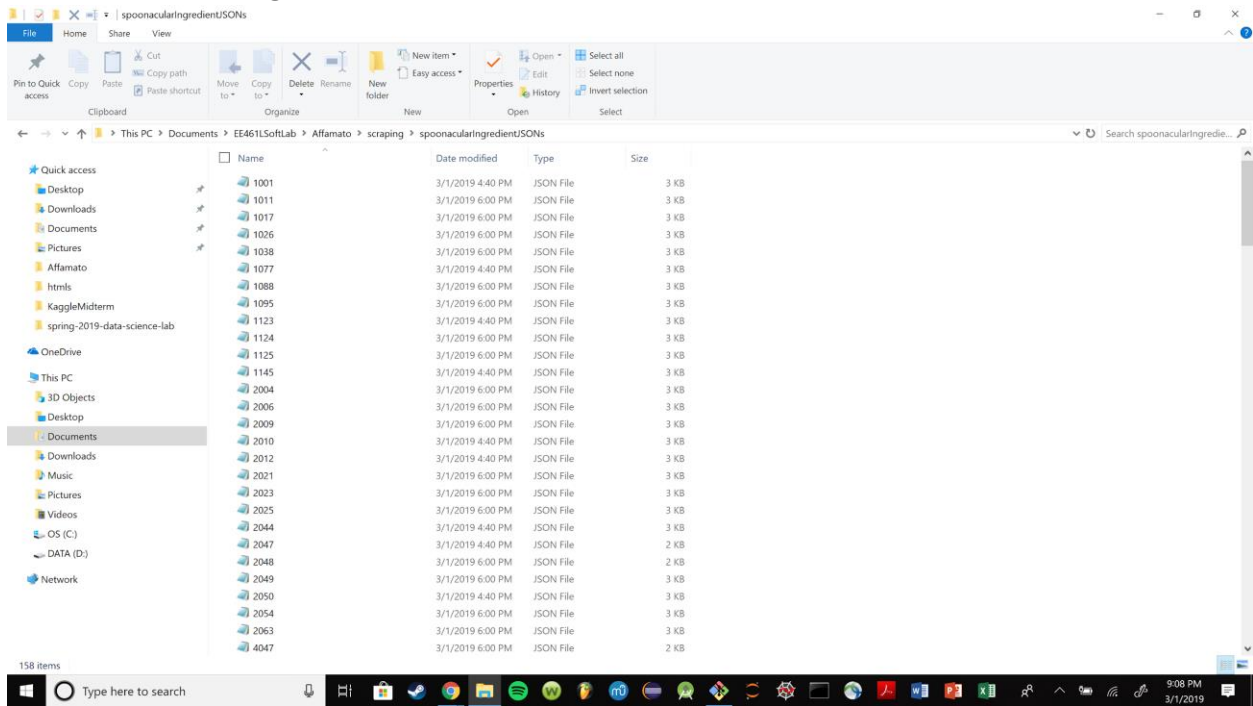 spoonacularIngredientJSONs
File Home Share View
Pin to Quick access
Copy
Paste
Cut
Copy path
Paste shortcut
Clipboard
Move to
Copy to
Delete
Rename
Organize
New folder
New item
Easy access
New
Properties
Open
Edit
History
Open
Select all
Select none
Invert selection
Select
This PC > Documents > EE461LSoftLab > Affamato > scraping > spoonacularIngredientJSONs
Search spoonacularIngredie...
Quick access
Desktop
Downloads
Documents
Pictures
Affamato
htmls
KaggleMidterm
spring-2019-data-science-lab
OneDrive
This PC
3D Objects
Desktop
Documents
Downloads
Music
Pictures
Videos
OS (C:)
DATA (D:)
Network
Name Date modified Type Size
1001 3/1/2019 4:40 PM JSON File 3 KB
1011 3/1/2019 6:00 PM JSON File 3 KB
1017 3/1/2019 6:00 PM JSON File 3 KB
1026 3/1/2019 6:00 PM JSON File 3 KB
1038 3/1/2019 6:00 PM JSON File 3 KB
1077 3/1/2019 4:40 PM JSON File 3 KB
1088 3/1/2019 6:00 PM JSON File 3 KB
1095 3/1/2019 6:00 PM JSON File 3 KB
1123 3/1/2019 4:40 PM JSON File 3 KB
1124 3/1/2019 6:00 PM JSON File 3 KB
1125 3/1/2019 6:00 PM JSON File 3 KB
1145 3/1/2019 4:40 PM JSON File 3 KB
2004 3/1/2019 6:00 PM JSON File 3 KB
2006 3/1/2019 6:00 PM JSON File 3 KB
2009 3/1/2019 6:00 PM JSON File 3 KB
2010 3/1/2019 4:40 PM JSON File 3 KB
2012 3/1/2019 4:40 PM JSON File 3 KB
2021 3/1/2019 6:00 PM JSON File 3 KB
2023 3/1/2019 6:00 PM JSON File 3 KB
2025 3/1/2019 6:00 PM JSON File 3 KB
2044 3/1/2019 4:40 PM JSON File 3 KB
2047 3/1/2019 4:40 PM JSON File 2 KB
2048 3/1/2019 6:00 PM JSON File 2 KB
2049 3/1/2019 6:00 PM JSON File 3 KB
2050 3/1/2019 4:40 PM JSON File 3 KB
2054 3/1/2019 6:00 PM JSON File 3 KB
2063 3/1/2019 6:00 PM JSON File 3 KB
4047 3/1/2019 6:00 PM JSON File 2 KB
158 items
Type here to search
9:08 PM
3/1/2019